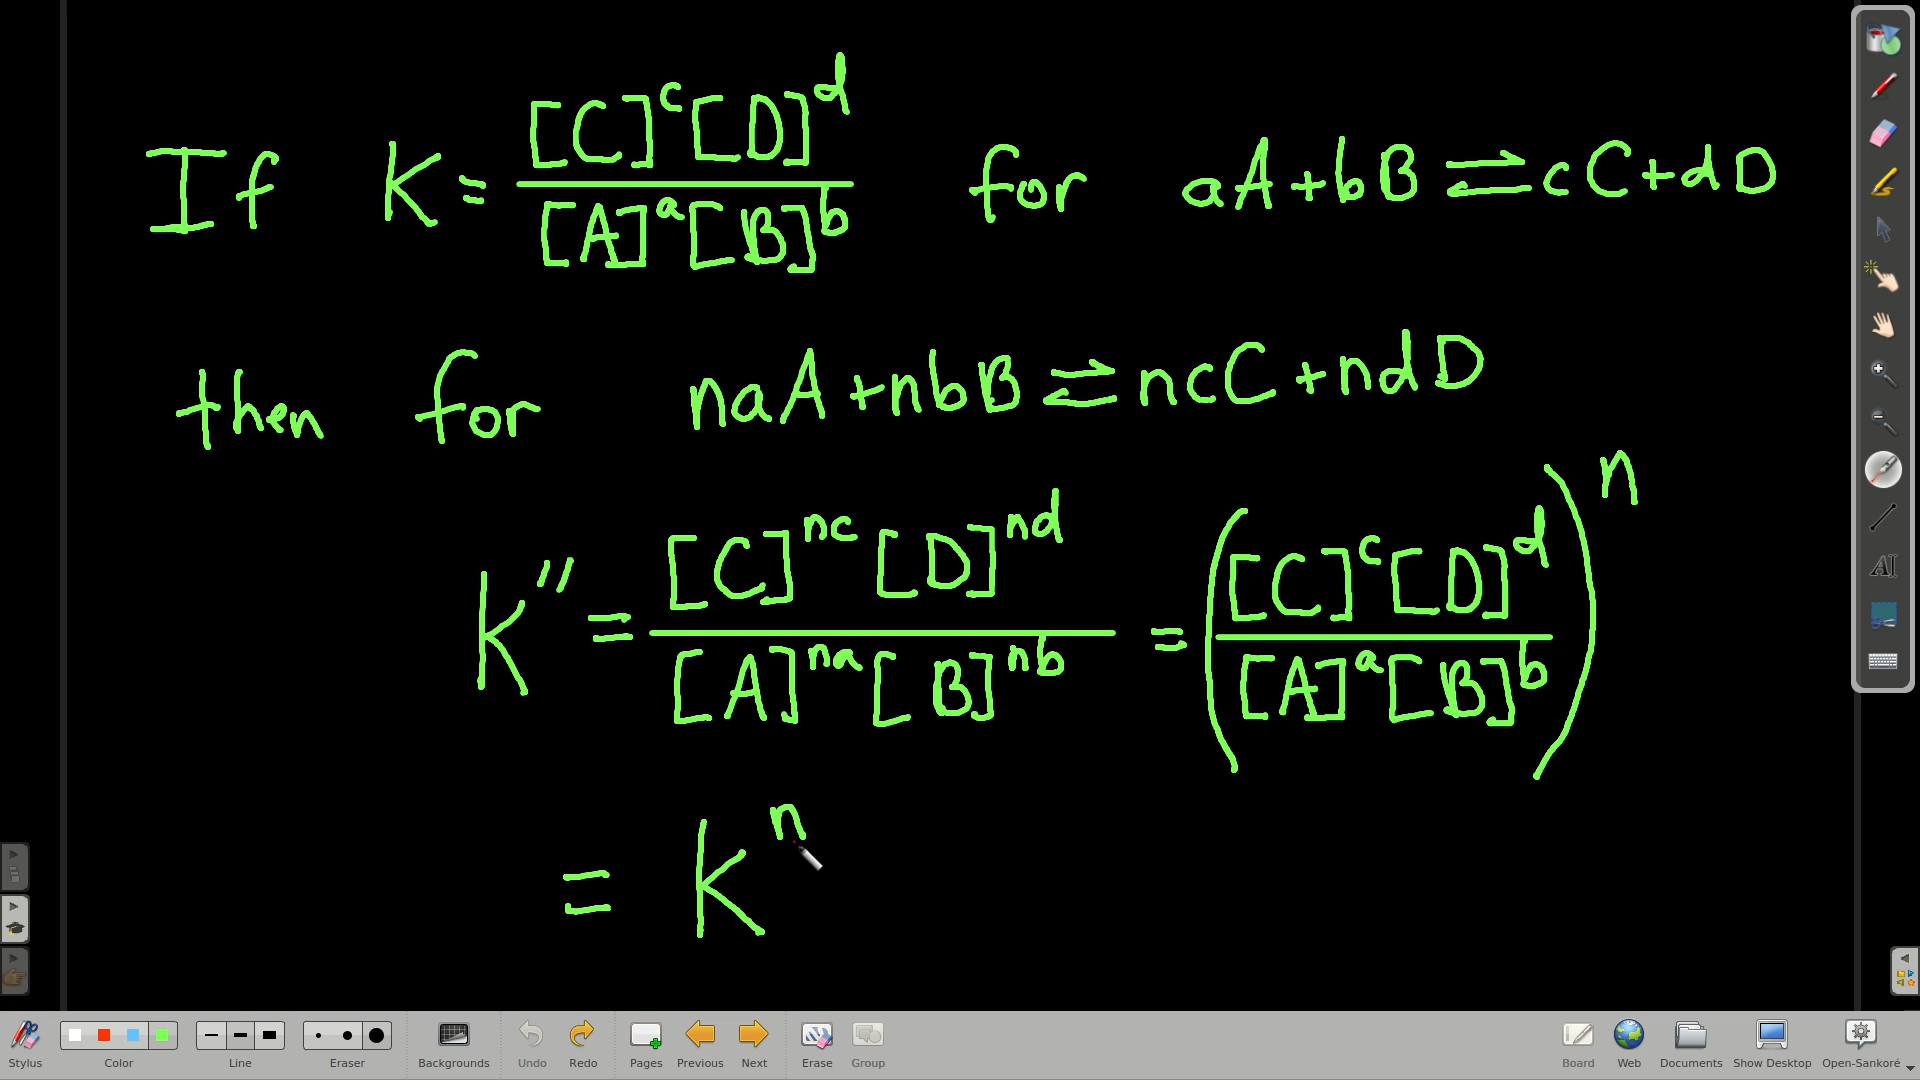 If K = [C]^c [D]^d / [A]^a [B]^b for aA + bB ⇌ cC + dD
then for naA + nbB ⇌ ncC + ndD
K″ = [C]^nc [D]^nd / [A]^na [B]^nb = ([C]^c [D]^d / [A]^a [B]^b)^n
= K^n
Stylus Color Line Eraser Backgrounds Undo Redo Pages Previous Next Erase Group Board Web Documents Show Desktop Open-Sankoré